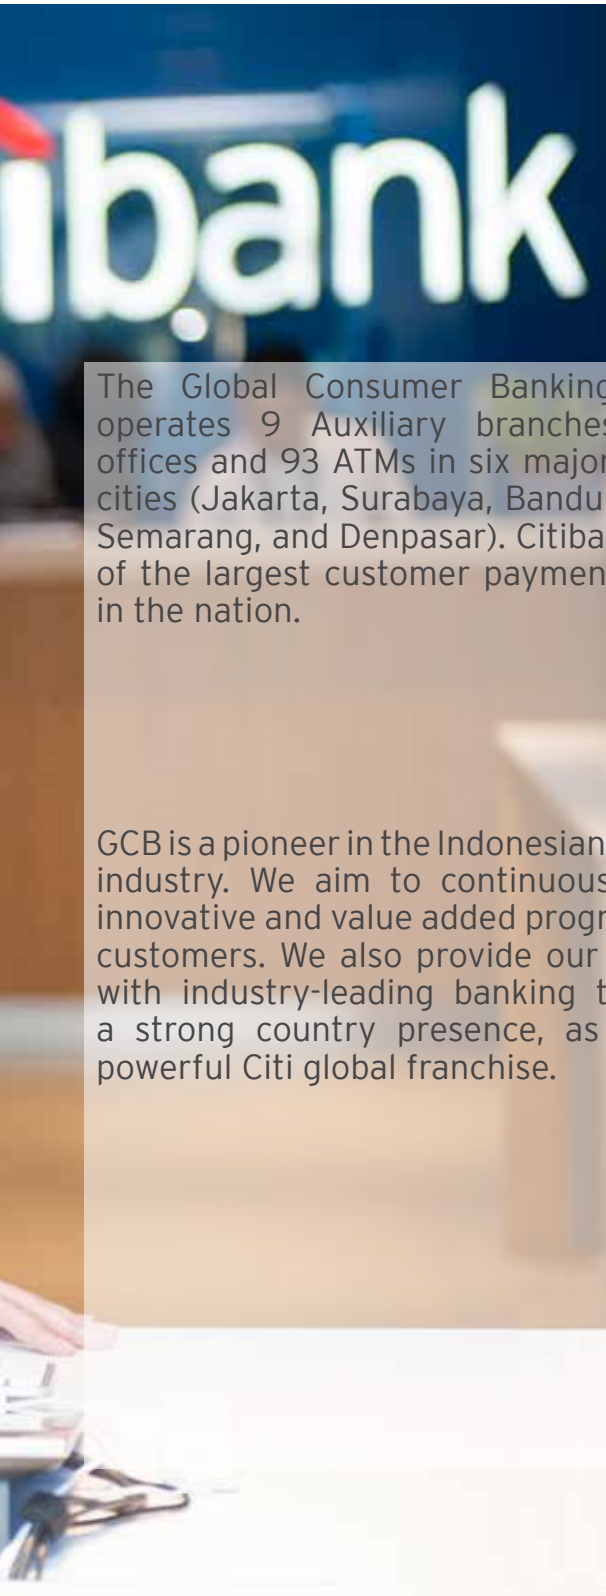 ibank
The Global Consumer Banking
operates 9 Auxiliary branches
offices and 93 ATMs in six major
cities (Jakarta, Surabaya, Bandu
Semarang, and Denpasar). Citiba
of the largest customer paymen
in the nation.
GCB is a pioneer in the Indonesian
industry. We aim to continuous
innovative and value added progr
customers. We also provide our
with industry-leading banking t
a strong country presence, as
powerful Citi global franchise.